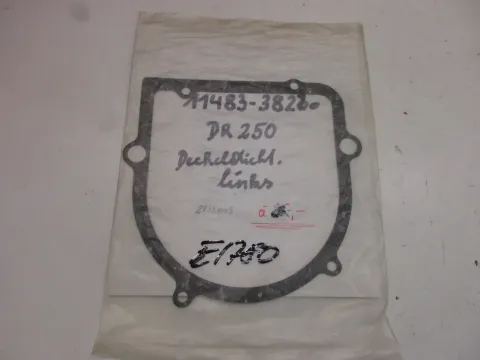 11483-38200
DR 250
Deckeldicht.
links
à
E1780